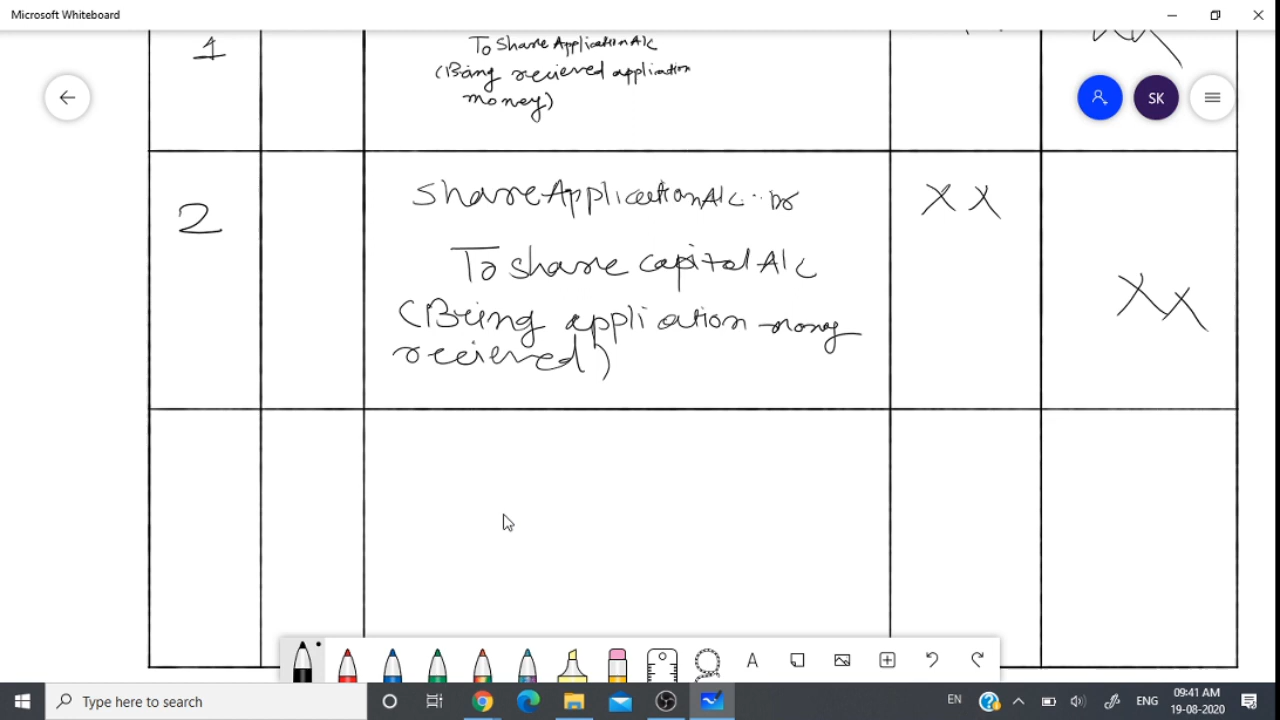 Microsoft Whiteboard
1
To Share Application A/c
(Being recieved application
money)
XX
SK
2
Share Application A/c .. Dr
XX
To share capital A/c
XX
(Being application money
recieved)
A
Type here to search
EN
ENG
09:41 AM
19-08-2020